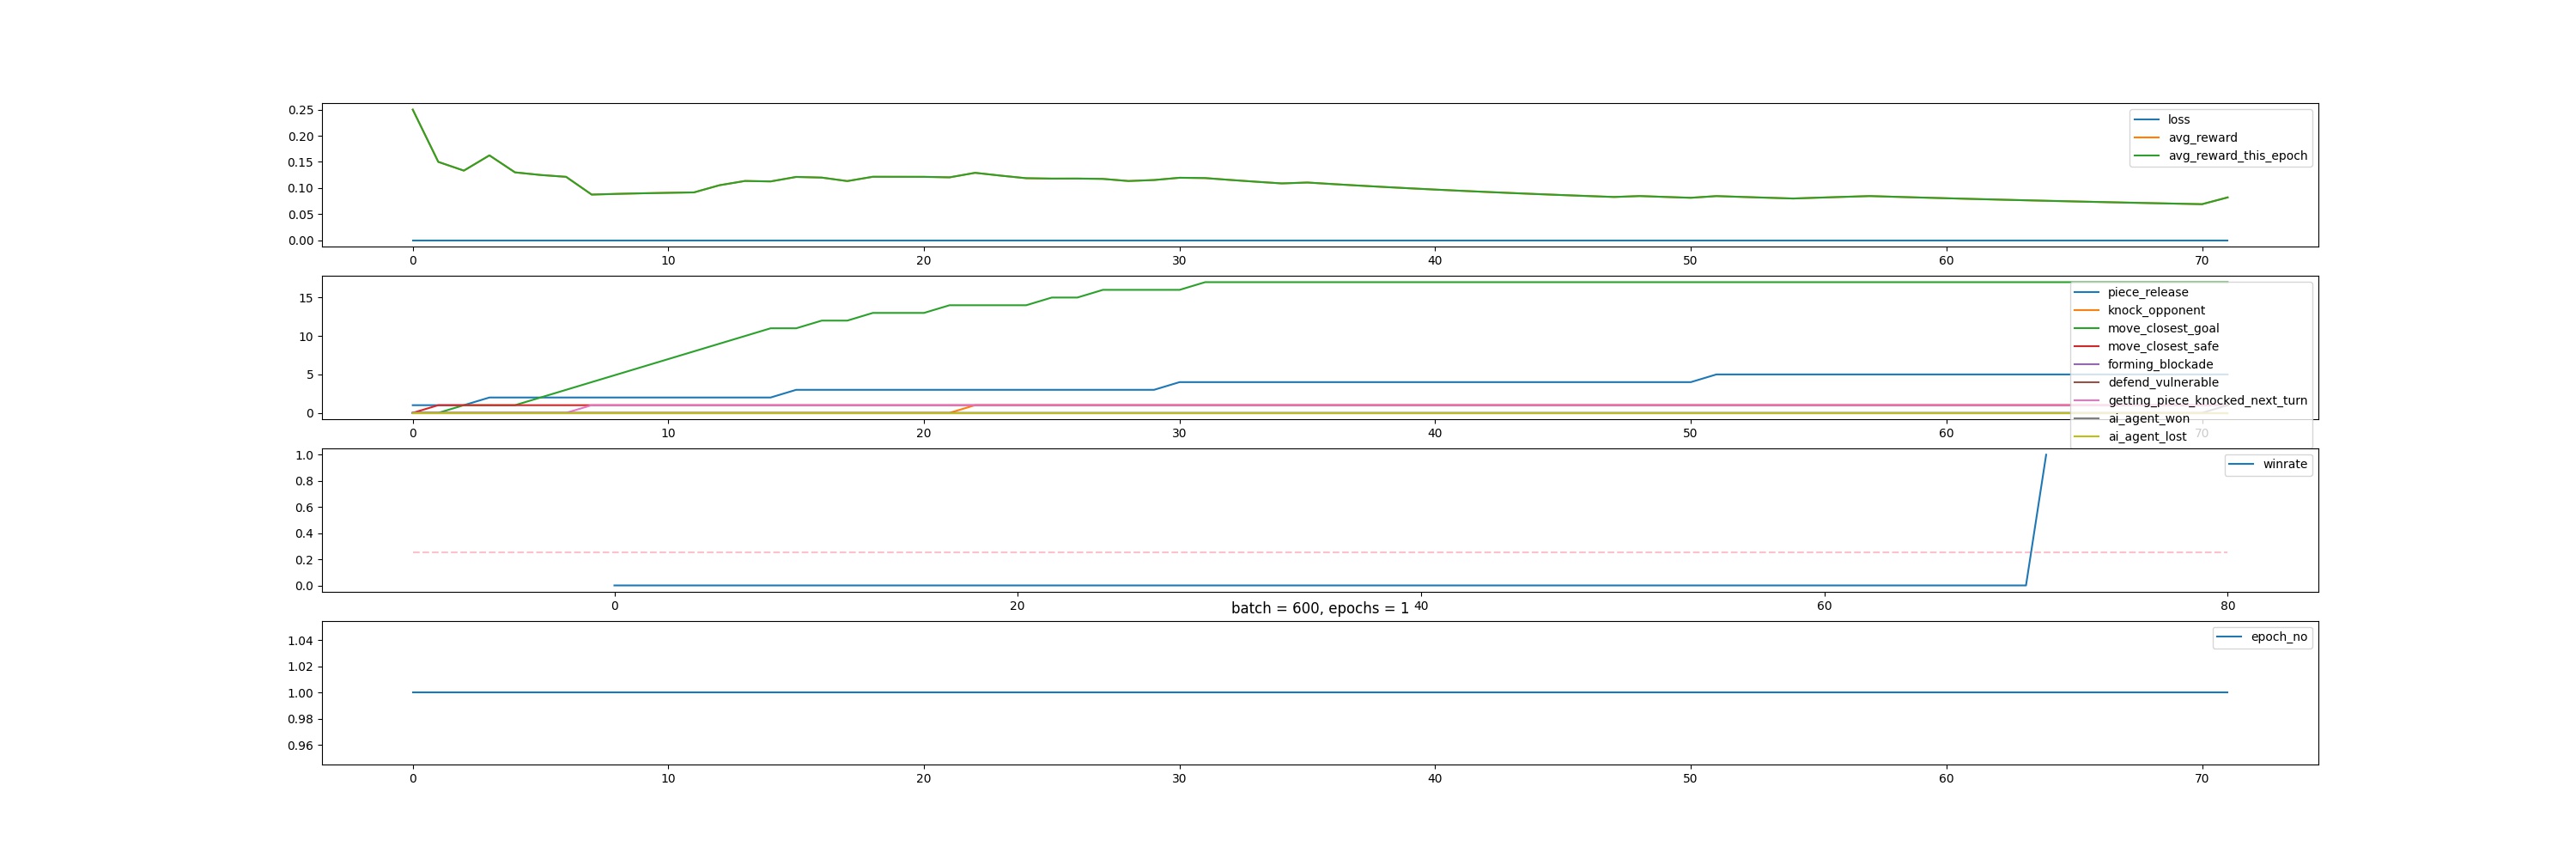 0.25
0.20
0.15
0.10
0.05
0.00
loss
avg_reward
avg_reward_this_epoch
0 10 20 30 40 50 60 70
15
10
5
0
piece_release
knock_opponent
move_closest_goal
move_closest_safe
forming_blockade
defend_vulnerable
getting_piece_knocked_next_turn
ai_agent_won
ai_agent_lost
0 10 20 30 40 50 60 70
1.0
0.8
0.6
0.4
0.2
0.0
winrate
0 20 40 60 80
batch = 600, epochs = 1
1.04
1.02
1.00
0.98
0.96
epoch_no
0 10 20 30 40 50 60 70